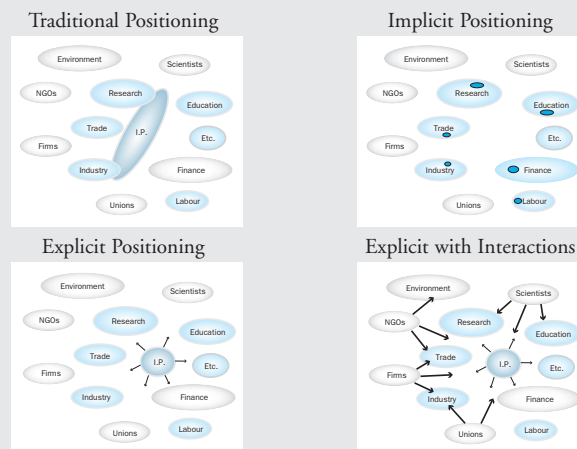 Traditional Positioning
Environment
Scientists
NGOs
Research
Education
Trade
I.P.
Etc.
Firms
Industry
Finance
Unions
Labour
Implicit Positioning
Environment
Scientists
NGOs
Research
Education
Trade
Etc.
Firms
Industry
Finance
Unions
Labour
Explicit Positioning
Environment
Scientists
NGOs
Research
Education
Trade
I.P.
Etc.
Firms
Industry
Finance
Unions
Labour
Explicit with Interactions
Environment
Scientists
NGOs
Research
Education
Trade
I.P.
Etc.
Firms
Industry
Finance
Unions
Labour